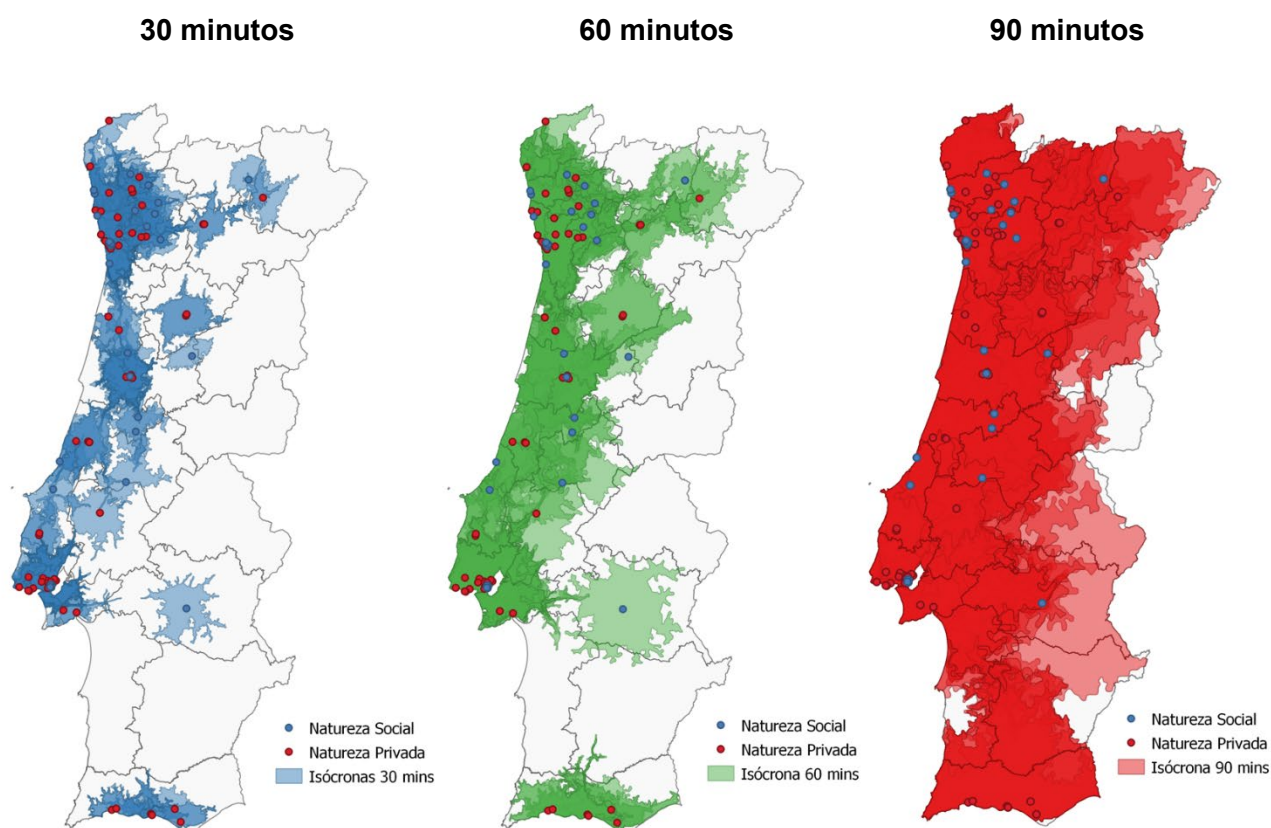 30 minutos
60 minutos
90 minutos
Natureza Social
Natureza Privada
Isócronas 30 mins
Natureza Social
Natureza Privada
Isócrona 60 mins
Natureza Social
Natureza Privada
Isócrona 90 mins